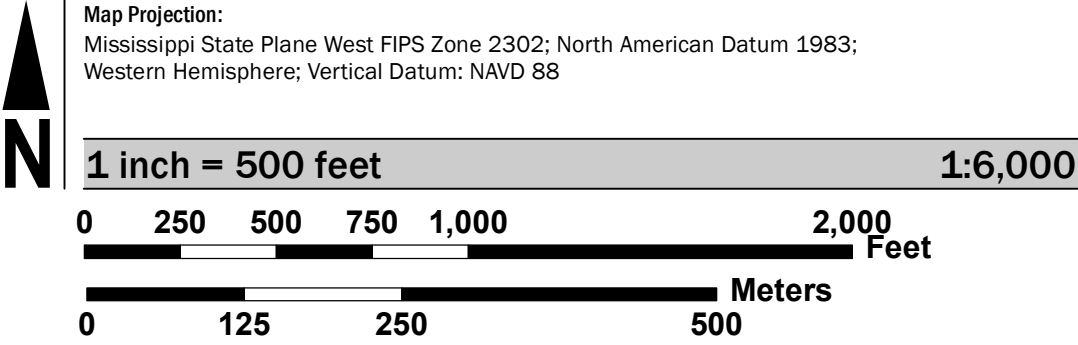 Map Projection:
Mississippi State Plane West FIPS Zone 2302; North American Datum 1983;
Western Hemisphere; Vertical Datum: NAVD 88
N
1 inch = 500 feet 1:6,000
0 250 500 750 1,000 2,000
Feet
Meters
0 125 250 500